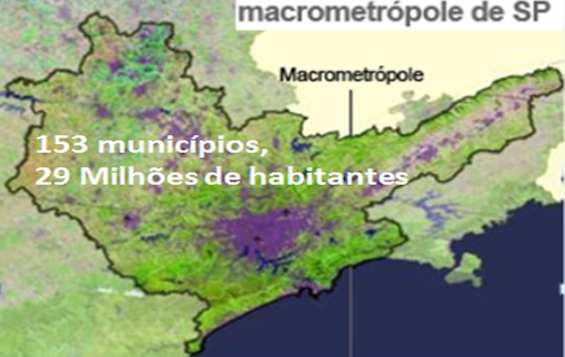 macrometrópole de SP
Macrometrópole
153 municípios,
29 Milhões de habitantes